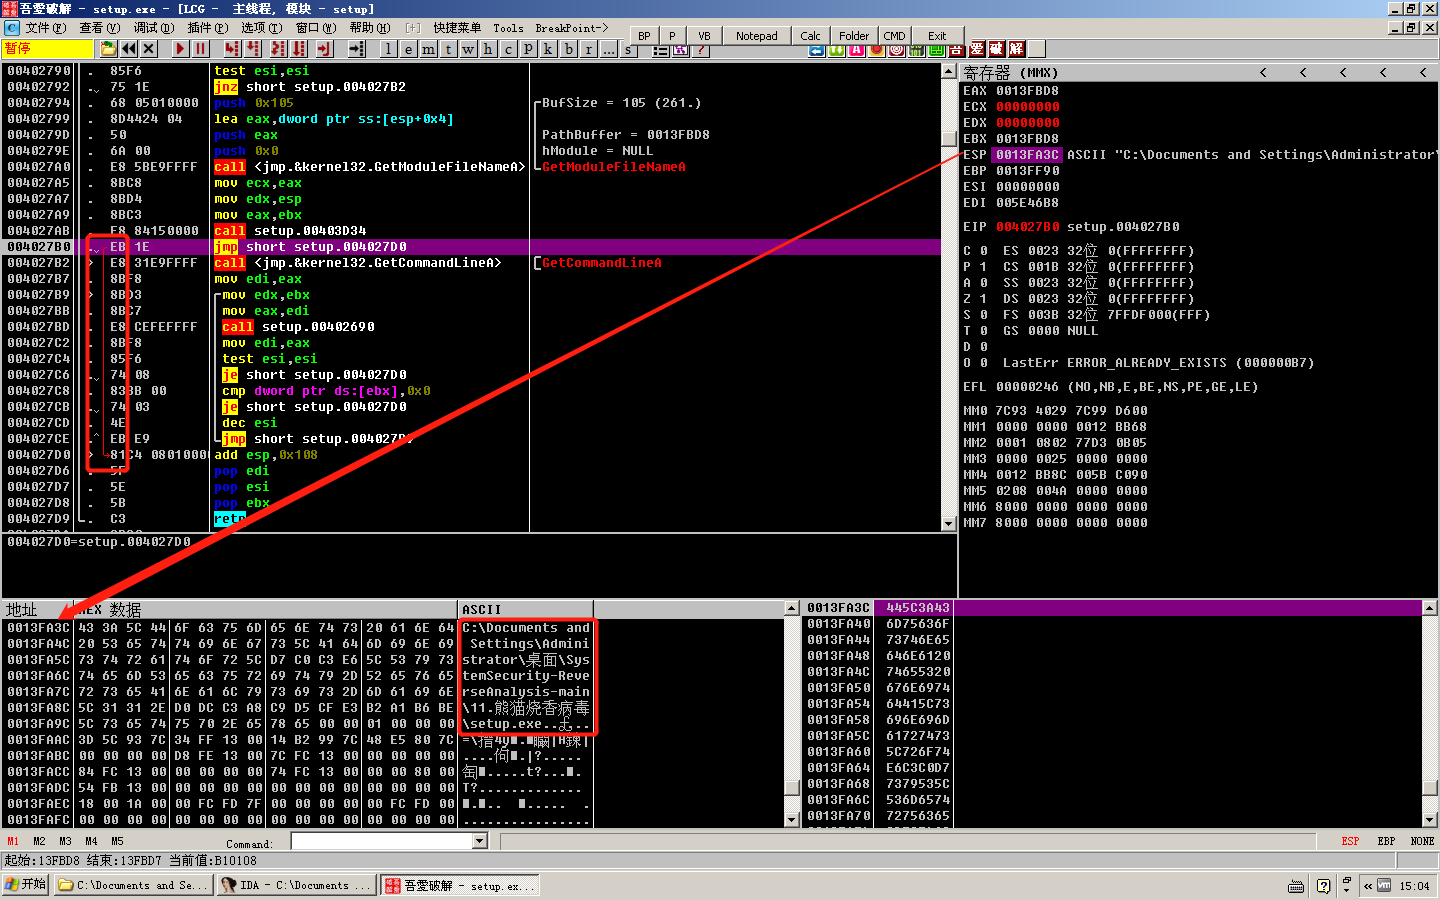 吾爱破解 - setup.exe - [LCG - 主线程, 模块 - setup]
文件(F) 查看(V) 调试(D) 插件(P) 选项(T) 窗口(W) 帮助(H) [+] 快捷菜单 Tools BreakPoint->
BP P VB Notepad Calc Folder CMD Exit
暂停 l e m t w h c p k b r ... s
00402790 . 85F6 test esi,esi
00402792 . 75 1E jnz short setup.004027B2
00402794 . 68 05010000 push 0x105 BufSize = 105 (261.)
00402799 . 8D4424 04 lea eax,dword ptr ss:[esp+0x4]
0040279D . 50 push eax PathBuffer = 0013FBD8
0040279E . 6A 00 push 0x0 hModule = NULL
004027A0 . E8 5BE9FFFF call <jmp.&kernel32.GetModuleFileNameA> GetModuleFileNameA
004027A5 . 8BC8 mov ecx,eax
004027A7 . 8BD4 mov edx,esp
004027A9 . 8BC3 mov eax,ebx
004027AB . E8 84150000 call setup.00403D34
004027B0 . EB 1E jmp short setup.004027D0
004027B2 > E8 31E9FFFF call <jmp.&kernel32.GetCommandLineA> GetCommandLineA
004027B7 . 8BF8 mov edi,eax
004027B9 > 8BD3 mov edx,ebx
004027BB . 8BC7 mov eax,edi
004027BD . E8 CEFEFFFF call setup.00402690
004027C2 . 8BF8 mov edi,eax
004027C4 . 85F6 test esi,esi
004027C6 . 74 08 je short setup.004027D0
004027C8 . 833B 00 cmp dword ptr ds:[ebx],0x0
004027CB . 74 03 je short setup.004027D0
004027CD . 4E dec esi
004027CE .^ EB E9 jmp short setup.004027B9
004027D0 > 81C4 08010000 add esp,0x108
004027D6 . 5F pop edi
004027D7 . 5E pop esi
004027D8 . 5B pop ebx
004027D9 . C3 retn
004027D0=setup.004027D0
寄存器 (MMX) < < < < <
EAX 0013FBD8
ECX 00000000
EDX 00000000
EBX 0013FBD8
ESP 0013FA3C ASCII "C:\Documents and Settings\Administrator\
EBP 0013FF90
ESI 00000000
EDI 005E46B8
EIP 004027B0 setup.004027B0
C 0 ES 0023 32位 0(FFFFFFFF)
P 1 CS 001B 32位 0(FFFFFFFF)
A 0 SS 0023 32位 0(FFFFFFFF)
Z 1 DS 0023 32位 0(FFFFFFFF)
S 0 FS 003B 32位 7FFDF000(FFF)
T 0 GS 0000 NULL
D 0
O 0 LastErr ERROR_ALREADY_EXISTS (000000B7)
EFL 00000246 (NO,NB,E,BE,NS,PE,GE,LE)
MM0 7C93 4029 7C99 D600
MM1 0000 0000 0012 BB68
MM2 0001 0802 77D3 0B05
MM3 0000 0025 0000 0000
MM4 0012 BB8C 005B C090
MM5 0208 004A 0000 0000
MM6 8000 0000 0000 0000
MM7 8000 0000 0000 0000
地址 HEX 数据 ASCII
0013FA3C 43 3A 5C 44 6F 63 75 6D 65 6E 74 73 20 61 6E 64 C:\Documents and
0013FA4C 20 53 65 74 74 69 6E 67 73 5C 41 64 6D 69 6E 69 Settings\Admini
0013FA5C 73 74 72 61 74 6F 72 5C D7 C0 C3 E6 5C 53 79 73 strator\桌面\Sys
0013FA6C 74 65 6D 53 65 63 75 72 69 74 79 2D 52 65 76 65 temSecurity-Reve
0013FA7C 72 73 65 41 6E 61 6C 79 73 69 73 2D 6D 61 69 6E rseAnalysis-main
0013FA8C 5C 31 31 2E D0 DC C3 A8 C9 D5 CF E3 B2 A1 B6 BE \11.熊猫烧香病毒
0013FA9C 5C 73 65 74 75 70 2E 65 78 65 00 00 01 00 00 00 \setup.exe..
0013FAAC 3D 5C 93 7C 34 FF 13 00 14 B2 99 7C 48 E5 80 7C
0013FABC 00 00 00 00 D8 FE 13 00 7C FC 13 00 00 00 00 00
0013FACC 84 FC 13 00 00 00 00 00 74 FC 13 00 00 00 80 00
0013FADC 54 FB 13 00 00 00 00 00 00 00 00 00 00 00 00 00 T?.............
0013FAEC 18 00 1A 00 00 FC FD 7F 00 00 00 00 00 FC FD 00
0013FAFC 00 00 00 00 00 00 00 00 00 00 00 00 00 00 00 00 ................
0013FA3C 445C3A43
0013FA40 6D75636F
0013FA44 73746E65
0013FA48 646E6120
0013FA4C 74655320
0013FA50 676E6974
0013FA54 64415C73
0013FA58 696E696D
0013FA5C 61727473
0013FA60 5C726F74
0013FA64 E6C3C0D7
0013FA68 7379535C
0013FA6C 536D6574
0013FA70 72756365
M1 M2 M3 M4 M5 Command: ESP EBP NONE
起始:13FBD8 结束:13FBD7 当前值:B10108
开始 C:\Documents and Se... IDA - C:\Documents ... 吾爱破解 - setup.ex... « 15:04